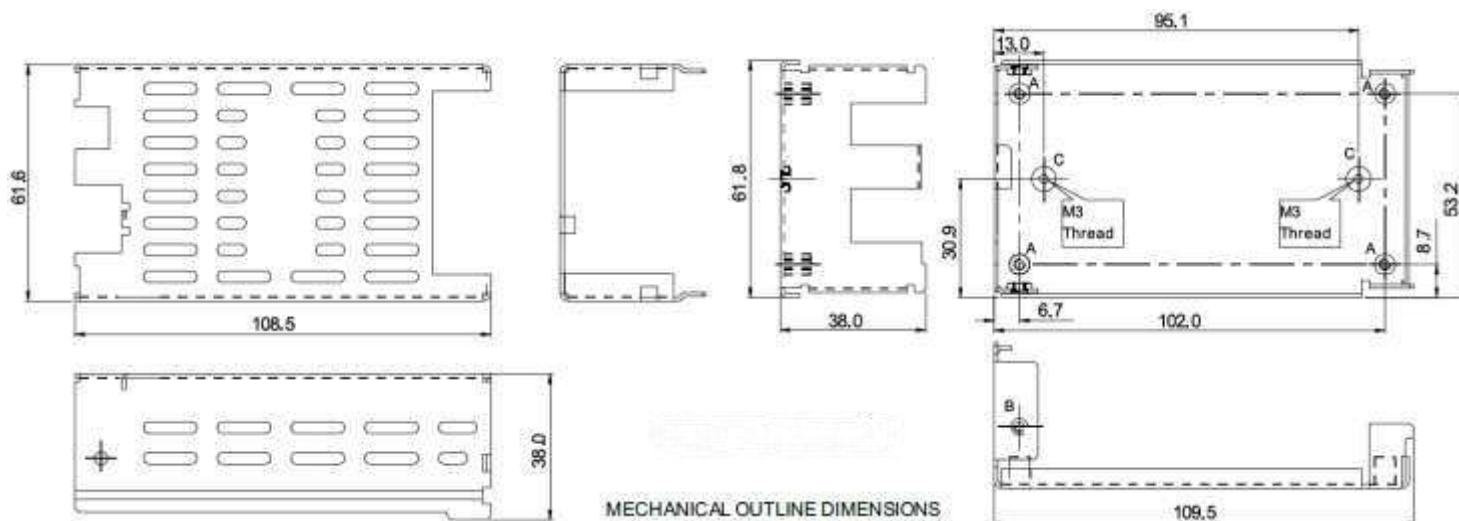 95.1
13.0
A
A
61.6
61.8
C
C
M3
Thread
M3
Thread
53.2
30.9
8.7
A
A
6.7
108.5
38.0
102.0
B
38.0
MECHANICAL OUTLINE DIMENSIONS
109.5